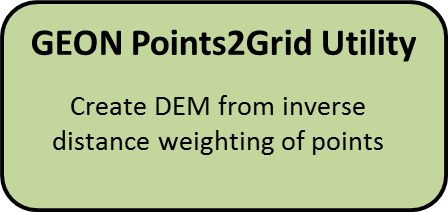 GEON Points2Grid Utility
Create DEM from inverse
distance weighting of points